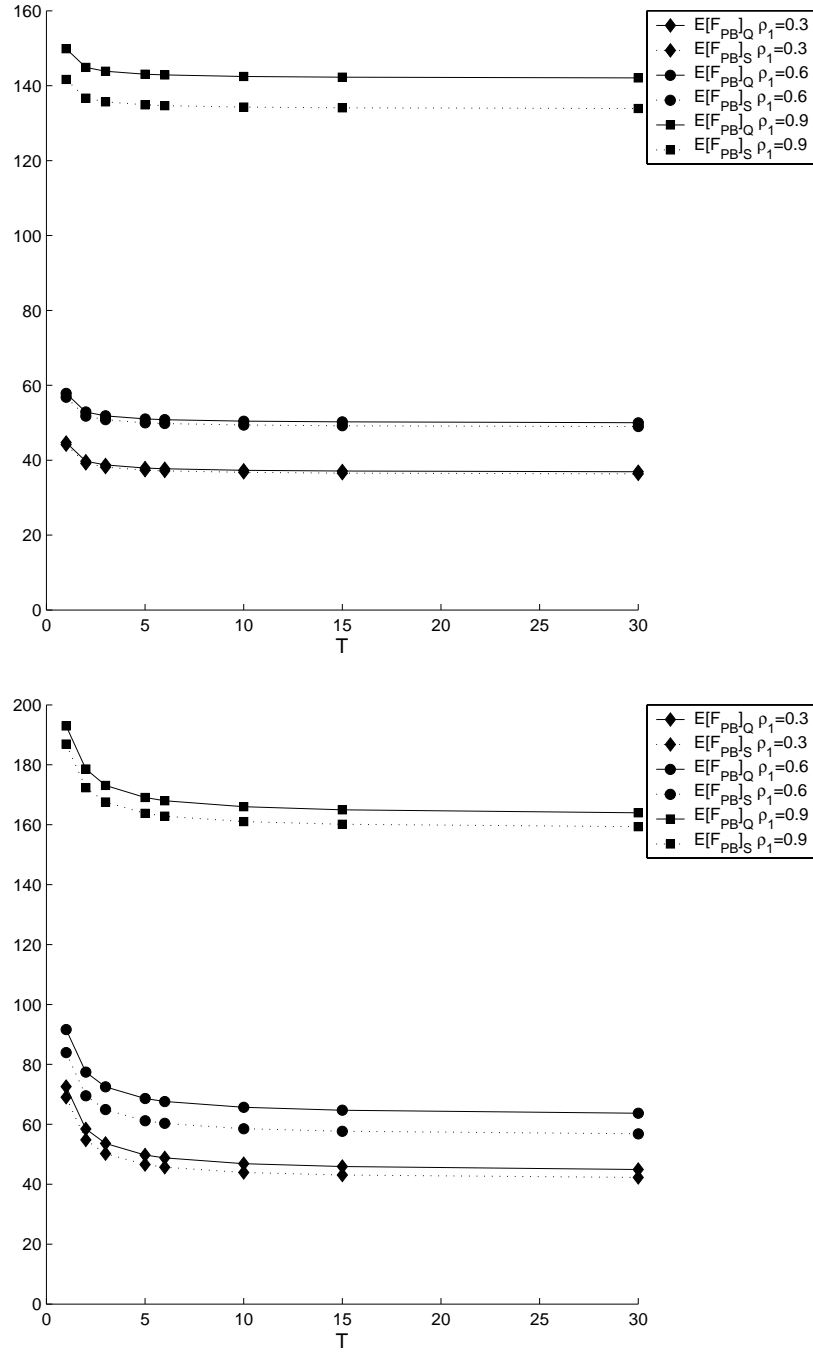 160
140
120
100
80
60
40
20
0
0 5 10 15 20 25 30
T
E[F_PB]_Q ρ_1=0.3
E[F_PB]_S ρ_1=0.3
E[F_PB]_Q ρ_1=0.6
E[F_PB]_S ρ_1=0.6
E[F_PB]_Q ρ_1=0.9
E[F_PB]_S ρ_1=0.9
200
180
160
140
120
100
80
60
40
20
0
0 5 10 15 20 25 30
T
E[F_PB]_Q ρ_1=0.3
E[F_PB]_S ρ_1=0.3
E[F_PB]_Q ρ_1=0.6
E[F_PB]_S ρ_1=0.6
E[F_PB]_Q ρ_1=0.9
E[F_PB]_S ρ_1=0.9